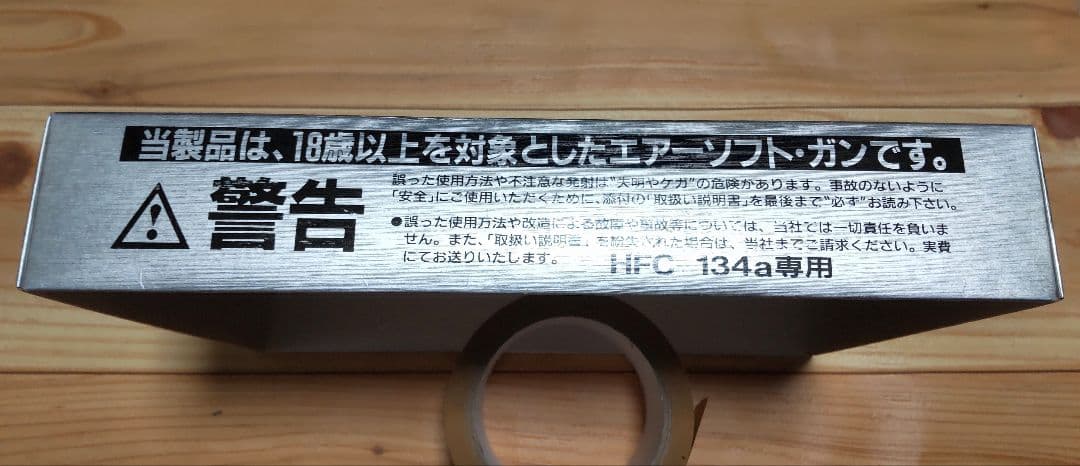 当製品は、18歳以上を対象としたエアーソフト・ガンです。
警告
誤った使用方法や不注意な発射は"失明やケガ"の危険があります。事故のないように
「安全」にご使用いただくために、添付の「取扱い説明書」を最後まで"必ず"お読み下さい。
●誤った使用方法や改造による故障や事故等については、当社では一切責任を負いま
せん。また、「取扱い説明書」を紛失された場合は、当社までご請求ください。実費
にてお送りいたします。
HFC 134a専用